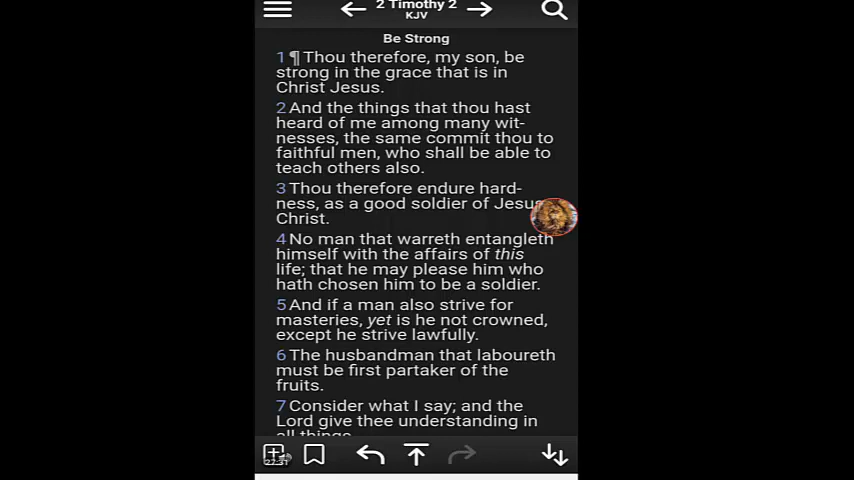 2 Timothy 2
KJV
Be Strong
1 ¶ Thou therefore, my son, be
strong in the grace that is in
Christ Jesus.
2 And the things that thou hast
heard of me among many wit-
nesses, the same commit thou to
faithful men, who shall be able to
teach others also.
3 Thou therefore endure hard-
ness, as a good soldier of Jesus
Christ.
4 No man that warreth entangleth
himself with the affairs of this
life; that he may please him who
hath chosen him to be a soldier.
5 And if a man also strive for
masteries, yet is he not crowned,
except he strive lawfully.
6 The husbandman that laboureth
must be first partaker of the
fruits.
7 Consider what I say; and the
Lord give thee understanding in
all things.
27:31